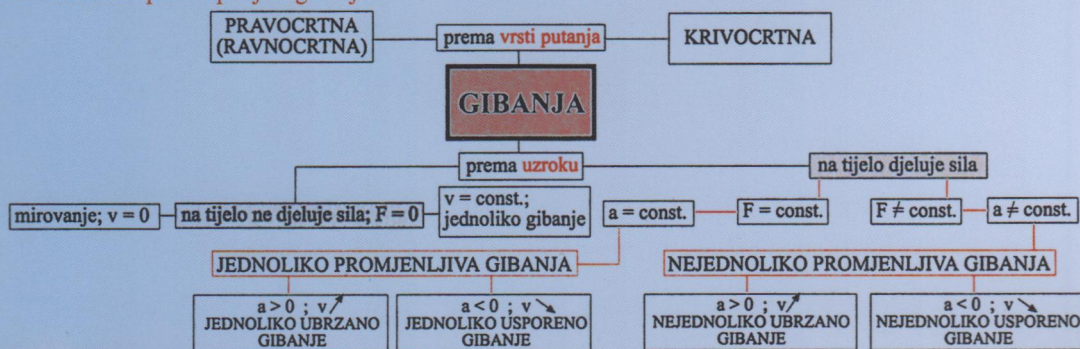 PRAVOCRTNA
(RAVNOCRTNA)
prema vrsti putanja
KRIVOCRTNA
GIBANJA
prema uzroku
na tijelo djeluje sila
mirovanje; v = 0
na tijelo ne djeluje sila; F = 0
v = const.;
jednoliko gibanje
a = const.
F = const.
F ≠ const.
a ≠ const.
JEDNOLIKO PROMJENLJIVA GIBANJA
NEJEDNOLIKO PROMJENLJIVA GIBANJA
a > 0 ; v↗
JEDNOLIKO UBRZANO
GIBANJE
a < 0 ; v↘
JEDNOLIKO USPORENO
GIBANJE
a > 0 ; v↗
NEJEDNOLIKO UBRZANO
GIBANJE
a < 0 ; v↘
NEJEDNOLIKO USPORENO
GIBANJE